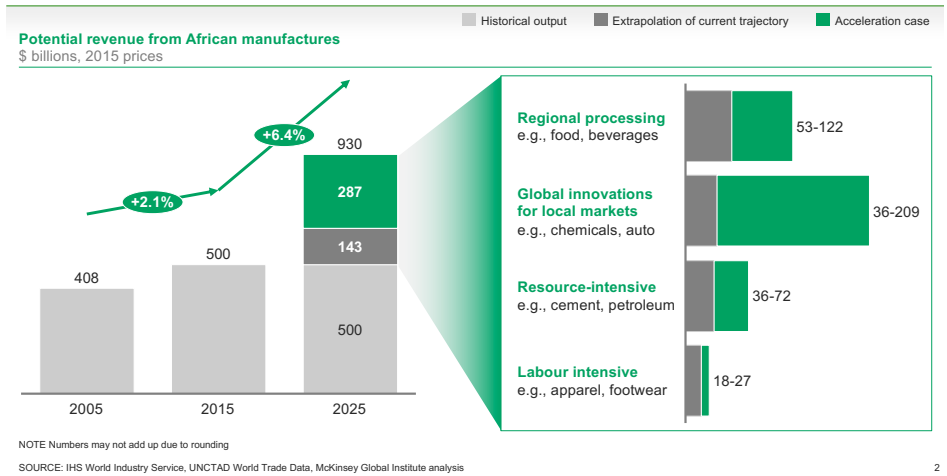 Historical output
Extrapolation of current trajectory
Acceleration case
Potential revenue from African manufactures
$ billions, 2015 prices
+6.4%
+2.1%
930
287
143
500
408
500
2005
2015
2025
Regional processing
e.g., food, beverages
53-122
Global innovations
for local markets
e.g., chemicals, auto
36-209
Resource-intensive
e.g., cement, petroleum
36-72
Labour intensive
e.g., apparel, footwear
18-27
NOTE Numbers may not add up due to rounding
SOURCE: IHS World Industry Service, UNCTAD World Trade Data, McKinsey Global Institute analysis
2